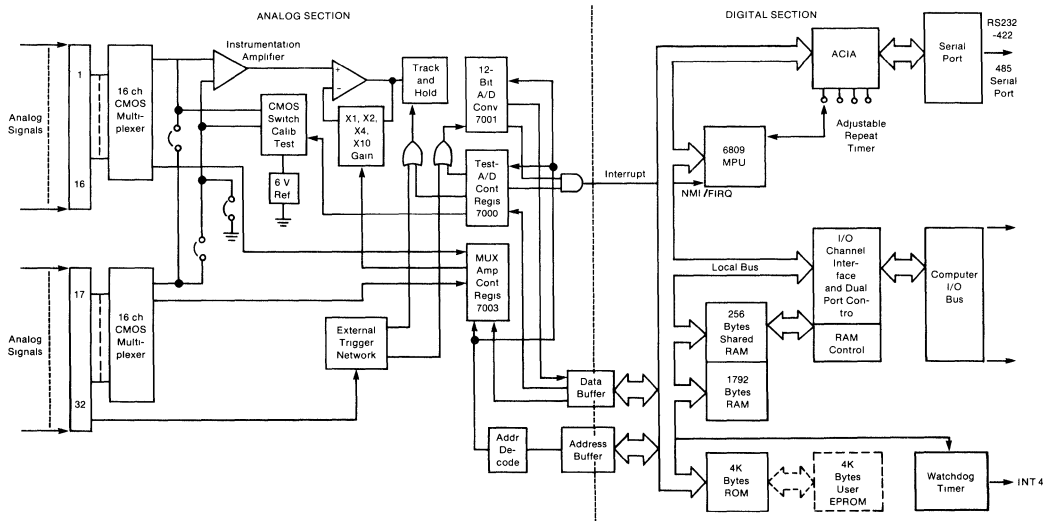 ANALOG SECTION
DIGITAL SECTION
Analog
Signals
1
16
16 ch
CMOS
Multi-
plexer
Instrumentation
Amplifier
+
−
Track
and
Hold
12-
Bit
A/D
Conv
7001
CMOS
Switch
Calib
Test
X1, X2,
X4,
X10
Gain
6 V
Ref
Test-
A/D
Cont
Regis
7000
Interrupt
MUX
Amp
Cont
Regis
7003
Analog
Signals
17
32
16 ch
CMOS
Multi-
plexer
External
Trigger
Network
Data
Buffer
Addr
De-
code
Address
Buffer
ACIA
Serial
Port
RS232
-422
485
Serial
Port
Adjustable
Repeat
Timer
6809
MPU
NMI/FIRQ
Local Bus
I/O
Channel
Inter-
face
and Dual
Port Con-
tro
RAM
Control
Computer
I/O
Bus
256
Bytes
Shared
RAM
1792
Bytes
RAM
4K
Bytes
ROM
4K
Bytes
User
EPROM
Watchdog
Timer
INT 4